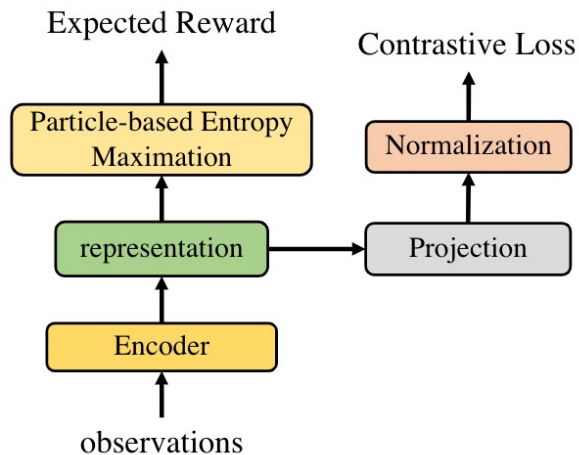 Expected Reward
Contrastive Loss
Particle-based Entropy
Maximation
Normalization
representation
Projection
Encoder
observations